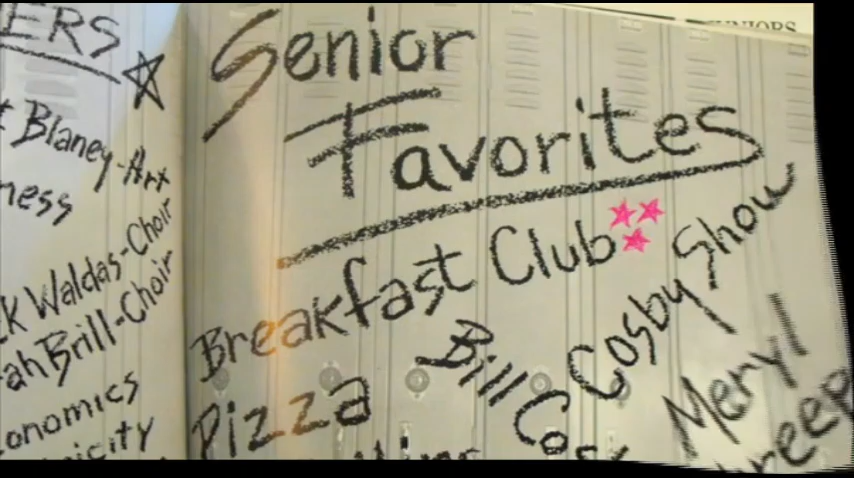 ERS
Blaney-Art
ness
k Waldas-Choir
ah Brill-Choir
onomics
icity
JUNIORS
Senior
Favorites
Breakfast Club
Cosby Show
Pizza
Bill Cos
Meryl
reep